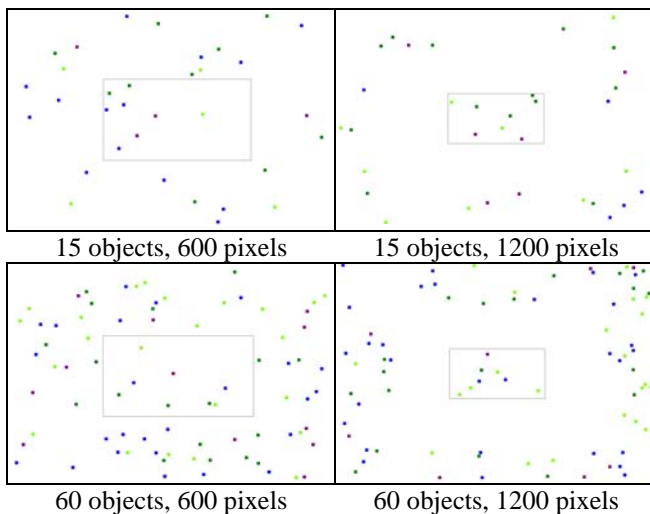 15 objects, 600 pixels
15 objects, 1200 pixels
60 objects, 600 pixels
60 objects, 1200 pixels